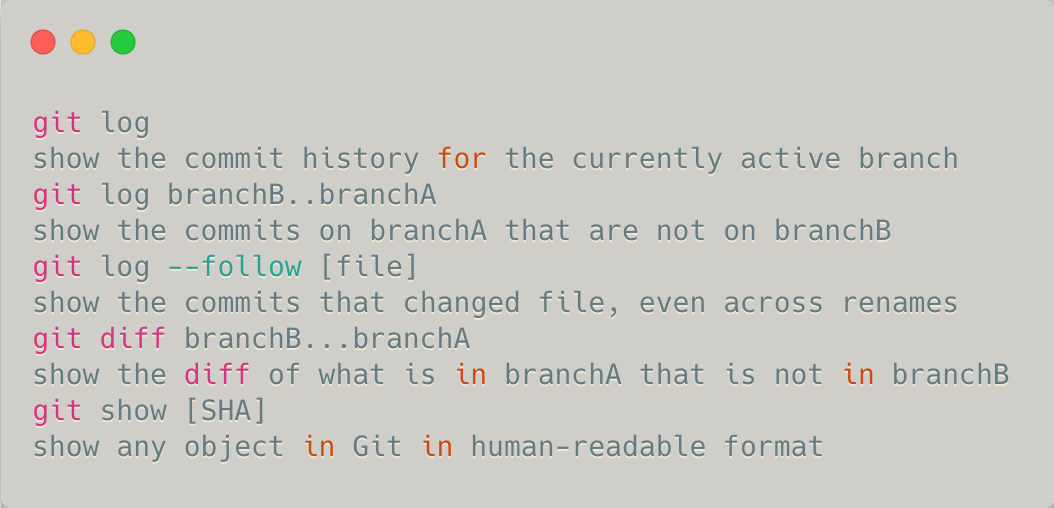 git log
show the commit history for the currently active branch
git log branchB..branchA
show the commits on branchA that are not on branchB
git log --follow [file]
show the commits that changed file, even across renames
git diff branchB...branchA
show the diff of what is in branchA that is not in branchB
git show [SHA]
show any object in Git in human-readable format